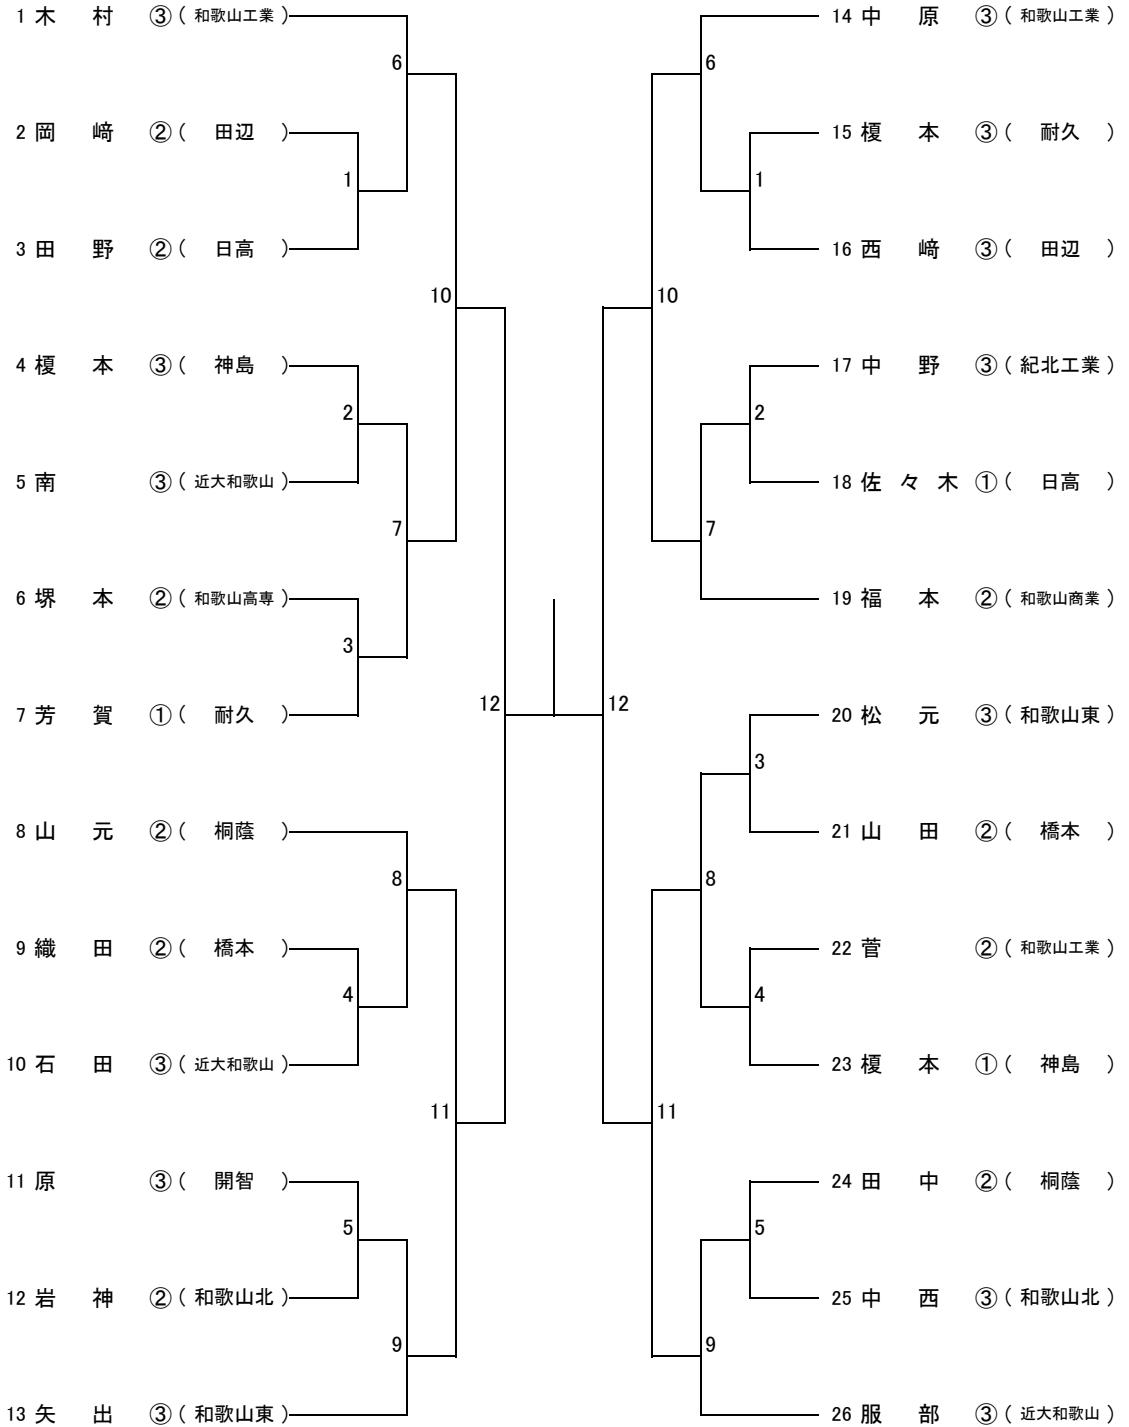 1 木村 ③ ( 和歌山工業 )
6
2 岡﨑 ② ( 田辺 )
1
3 田野 ② ( 日高 )
10
4 榎本 ③ ( 神島 )
2
5 南 ③ ( 近大和歌山 )
7
6 堺本 ② ( 和歌山高専 )
3
7 芳賀 ① ( 耐久 )
12
8 山元 ② ( 桐蔭 )
8
9 織田 ② ( 橋本 )
4
10 石田 ③ ( 近大和歌山 )
11
11 原 ③ ( 開智 )
5
12 岩神 ② ( 和歌山北 )
9
13 矢出 ③ ( 和歌山東 )
14 中原 ③ ( 和歌山工業 )
6
15 榎本 ③ ( 耐久 )
1
16 西﨑 ③ ( 田辺 )
10
17 中野 ③ ( 紀北工業 )
2
18 佐々木 ① ( 日高 )
7
19 福本 ② ( 和歌山商業 )
12
20 松元 ③ ( 和歌山東 )
3
21 山田 ② ( 橋本 )
8
22 菅 ② ( 和歌山工業 )
4
23 榎本 ① ( 神島 )
11
24 田中 ② ( 桐蔭 )
5
25 中西 ③ ( 和歌山北 )
9
26 服部 ③ ( 近大和歌山 )